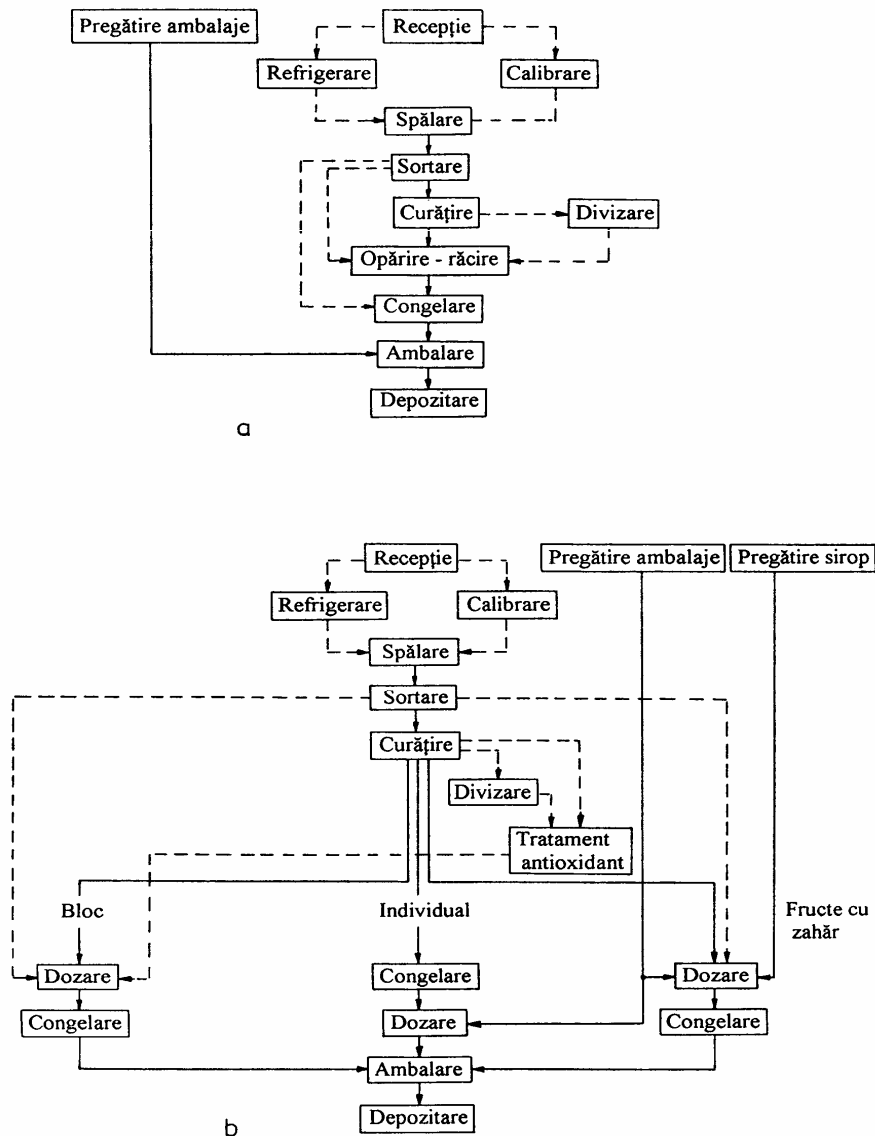 Pregătire ambalaje
Recepție
Refrigerare
Calibrare
Spălare
Sortare
Curățire
Divizare
Opărire - răcire
Congelare
Ambalare
Depozitare
a
Recepție
Pregătire ambalaje
Pregătire sirop
Refrigerare
Calibrare
Spălare
Sortare
Curățire
Divizare
Tratament
antioxidant
Bloc
Individual
Fructe cu
zahăr
Dozare
Congelare
Dozare
Congelare
Dozare
Congelare
Ambalare
Depozitare
b